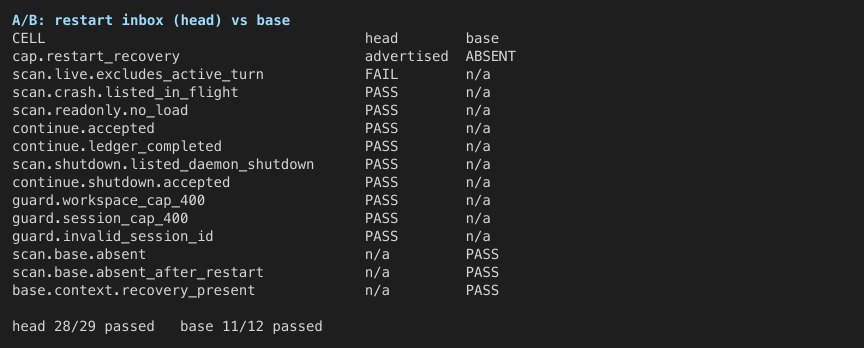 A/B: restart inbox (head) vs base
CELL head base
cap.restart_recovery advertised ABSENT
scan.live.excludes_active_turn FAIL n/a
scan.crash.listed_in_flight PASS n/a
scan.readonly.no_load PASS n/a
continue.accepted PASS n/a
continue.ledger_completed PASS n/a
scan.shutdown.listed_daemon_shutdown PASS n/a
continue.shutdown.accepted PASS n/a
guard.workspace_cap_400 PASS n/a
guard.session_cap_400 PASS n/a
guard.invalid_session_id PASS n/a
scan.base.absent n/a PASS
scan.base.absent_after_restart n/a PASS
base.context.recovery_present n/a PASS
head 28/29 passed base 11/12 passed